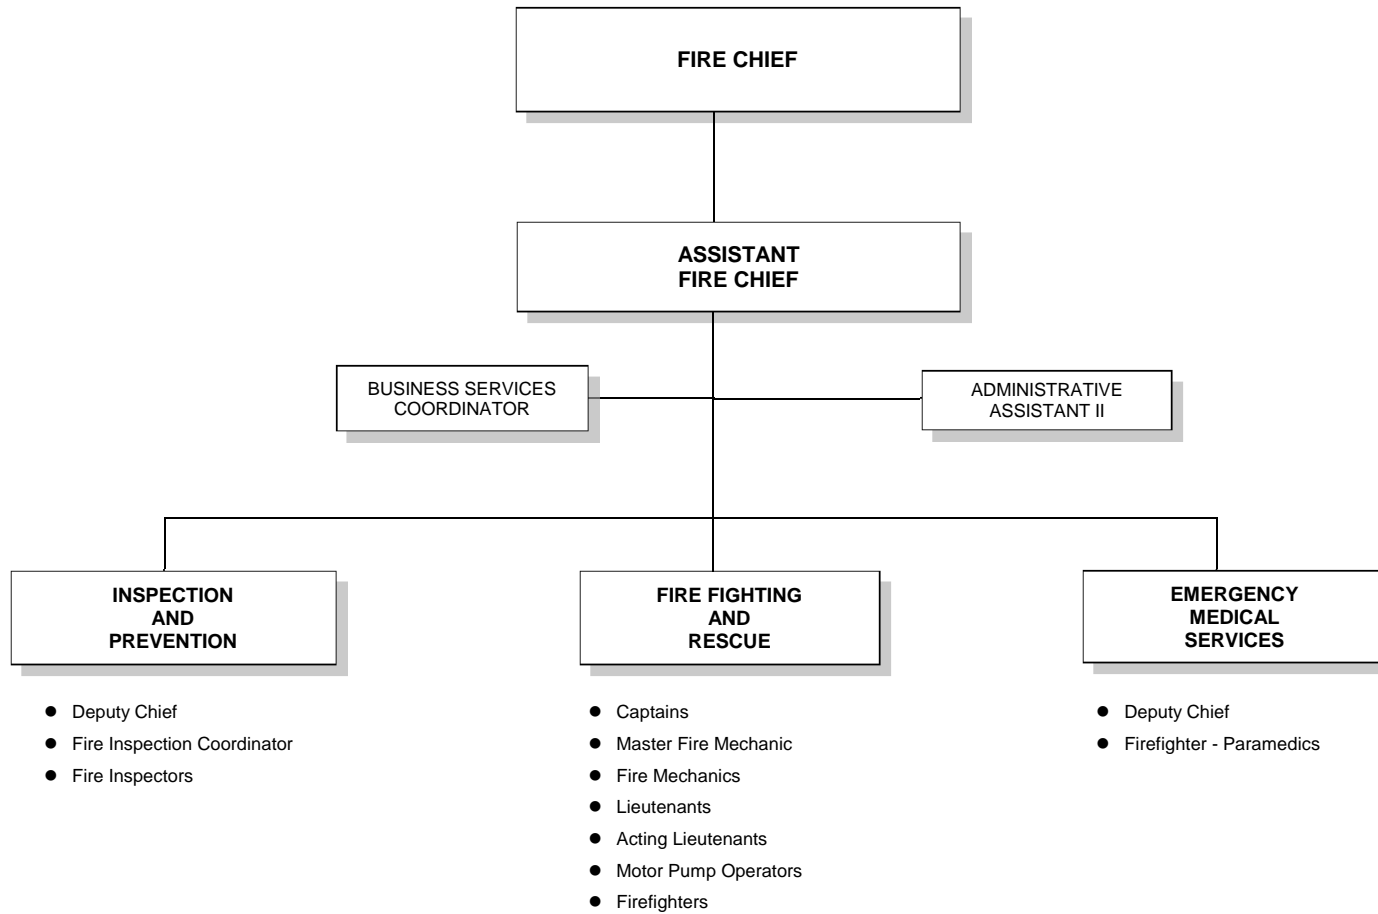 FIRE CHIEF
ASSISTANT
FIRE CHIEF
BUSINESS SERVICES
COORDINATOR
ADMINISTRATIVE
ASSISTANT II
INSPECTION
AND
PREVENTION
● Deputy Chief
● Fire Inspection Coordinator
● Fire Inspectors
FIRE FIGHTING
AND
RESCUE
● Captains
● Master Fire Mechanic
● Fire Mechanics
● Lieutenants
● Acting Lieutenants
● Motor Pump Operators
● Firefighters
EMERGENCY
MEDICAL
SERVICES
● Deputy Chief
● Firefighter - Paramedics